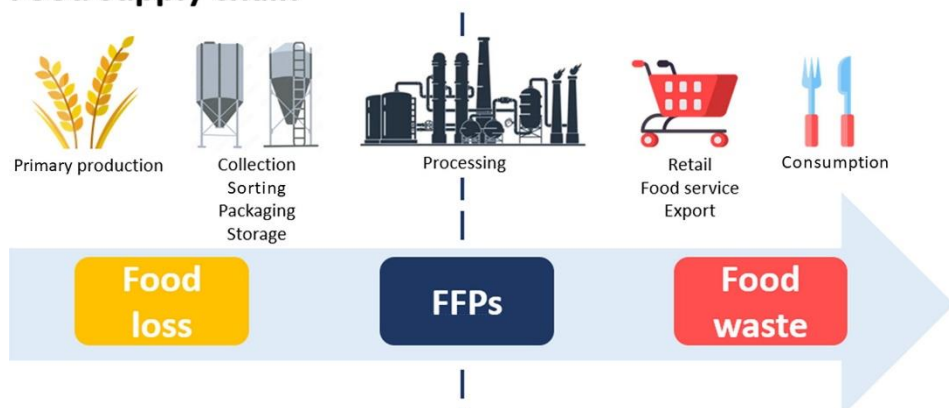 Primary production
Collection
Sorting
Packaging
Storage
Processing
Retail
Food service
Export
Consumption
Food
loss
FFPs
Food
waste